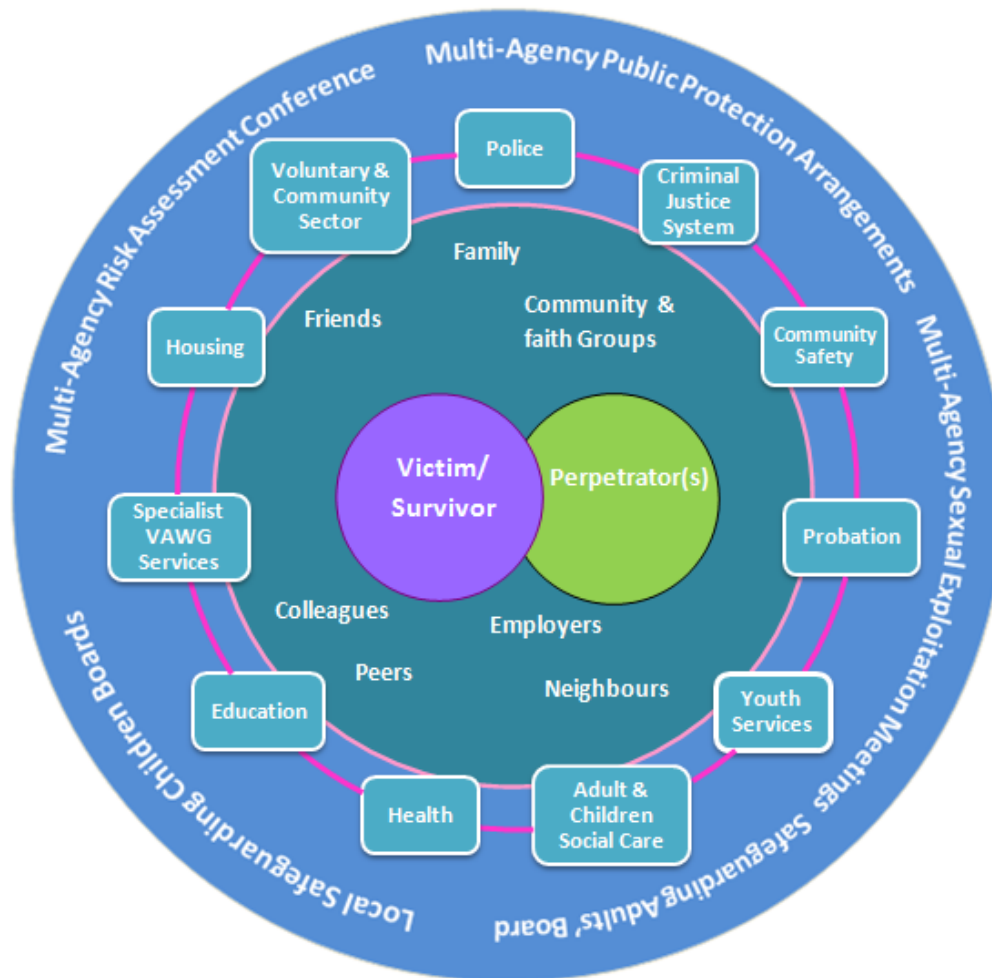 Multi-Agency Risk Assessment Conference
Multi-Agency Public Protection Arrangements
Multi-Agency Sexual Exploitation Meetings
Safeguarding Adults' Board
Local Safeguarding Children Boards
Police
Criminal
Justice
System
Community
Safety
Probation
Youth
Services
Adult &
Children
Social Care
Health
Education
Specialist
VAWG
Services
Housing
Voluntary &
Community
Sector
Family
Friends
Community &
faith Groups
Victim/
Survivor
Perpetrator(s)
Colleagues
Employers
Peers
Neighbours